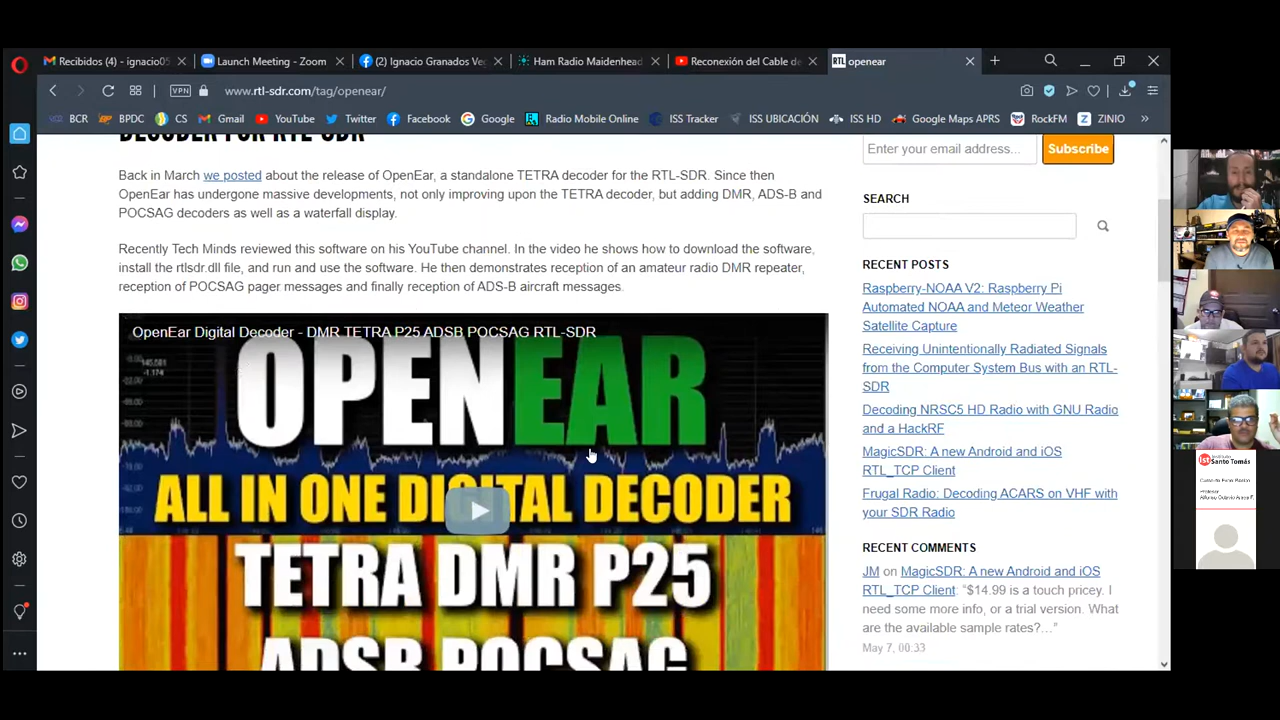 Recibidos (4) - ignacio05
Launch Meeting - Zoom
(2) Ignacio Granados Ve
Ham Radio Maidenhead
Reconexión del Cable de
RTL openear
VPN
www.rtl-sdr.com/tag/openear/
BCR
BPDC
CS
Gmail
YouTube
Twitter
Facebook
Google
Radio Mobile Online
ISS Tracker
ISS UBICACIÓN
ISS HD
Google Maps APRS
RockFM
ZINIO
DECODER FOR RTL-SDR
Back in March we posted about the release of OpenEar, a standalone TETRA decoder for the RTL-SDR. Since then
OpenEar has undergone massive developments, not only improving upon the TETRA decoder, but adding DMR, ADS-B and
POCSAG decoders as well as a waterfall display.
Recently Tech Minds reviewed this software on his YouTube channel. In the video he shows how to download the software,
install the rtlsdr.dll file, and run and use the software. He then demonstrates reception of an amateur radio DMR repeater,
reception of POCSAG pager messages and finally reception of ADS-B aircraft messages.
OpenEar Digital Decoder - DMR TETRA P25 ADSB POCSAG RTL-SDR
OPENEAR
ALL IN ONE DIGITAL DECODER
TETRA DMR P25
ADSB POCSAG
Enter your email address...
Subscribe
SEARCH
RECENT POSTS
Raspberry-NOAA V2: Raspberry Pi
Automated NOAA and Meteor Weather
Satellite Capture
Receiving Unintentionally Radiated Signals
from the Computer System Bus with an RTL-
SDR
Decoding NRSC5 HD Radio with GNU Radio
and a HackRF
MagicSDR: A new Android and iOS
RTL_TCP Client
Frugal Radio: Decoding ACARS on VHF with
your SDR Radio
RECENT COMMENTS
JM on MagicSDR: A new Android and iOS
RTL_TCP Client: “$14.99 is a touch pricey. I
need some more info, or a trial version. What
are the available sample rates?…”
May 7, 00:33
Santo Tomás